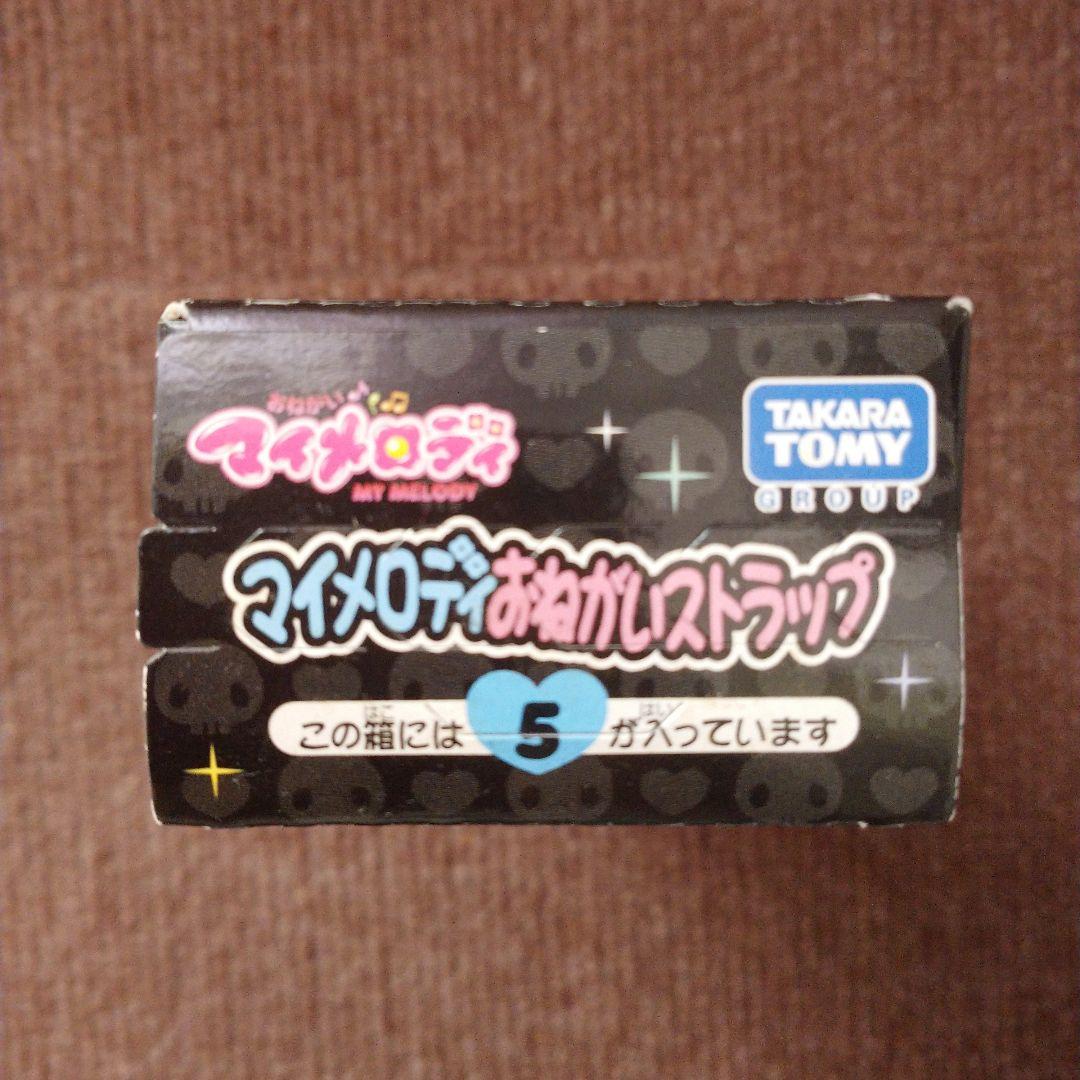 おねがい
マイメロディ
MY MELODY
TAKARA
TOMY
GROUP
マイメロディおねがいストラップ
この箱には5が入っています